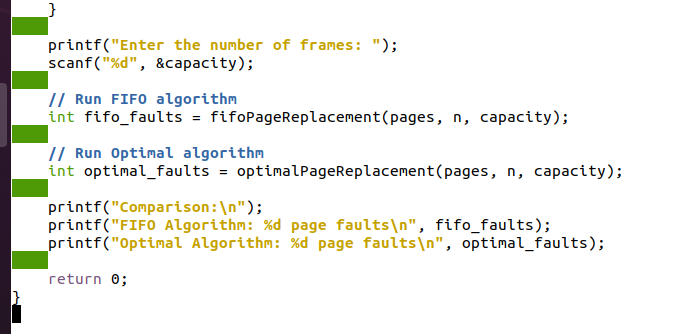 }
printf("Enter the number of frames: ");
scanf("%d", &capacity);
// Run FIFO algorithm
int fifo_faults = fifoPageReplacement(pages, n, capacity);
// Run Optimal algorithm
int optimal_faults = optimalPageReplacement(pages, n, capacity);
printf("Comparison:\n");
printf("FIFO Algorithm: %d page faults\n", fifo_faults);
printf("Optimal Algorithm: %d page faults\n", optimal_faults);
return 0;
}